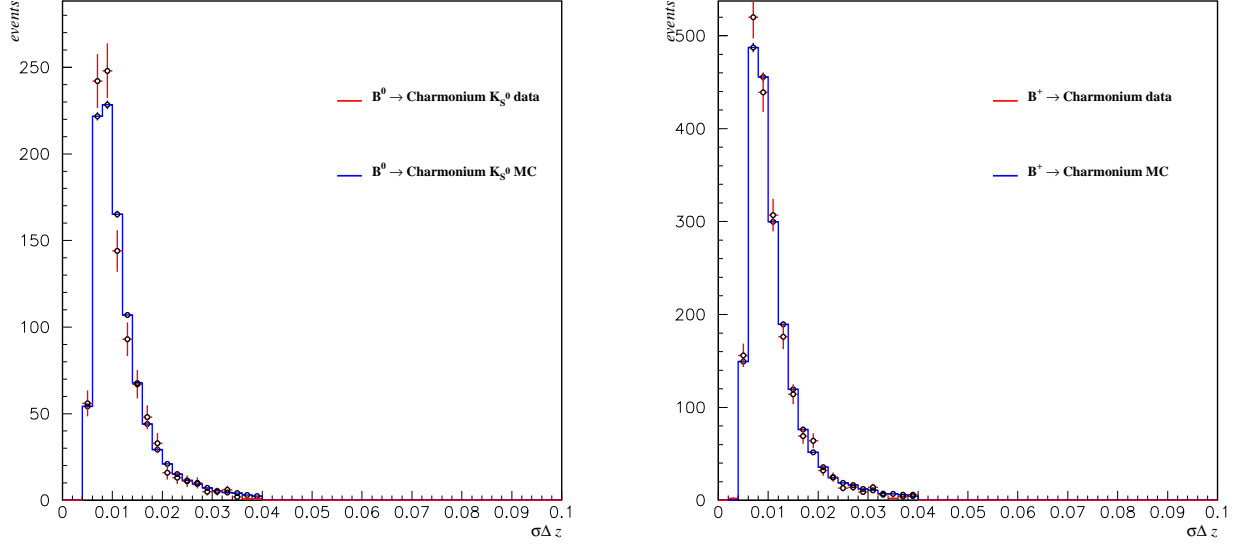 events
250
200
150
100
50
0
0 0.01 0.02 0.03 0.04 0.05 0.06 0.07 0.08 0.09 0.1
σΔ z
B⁰ → Charmonium K_S⁰ data
B⁰ → Charmonium K_S⁰ MC
events
500
400
300
200
100
0
0 0.01 0.02 0.03 0.04 0.05 0.06 0.07 0.08 0.09 0.1
σΔ z
B⁺ → Charmonium data
B⁺ → Charmonium MC